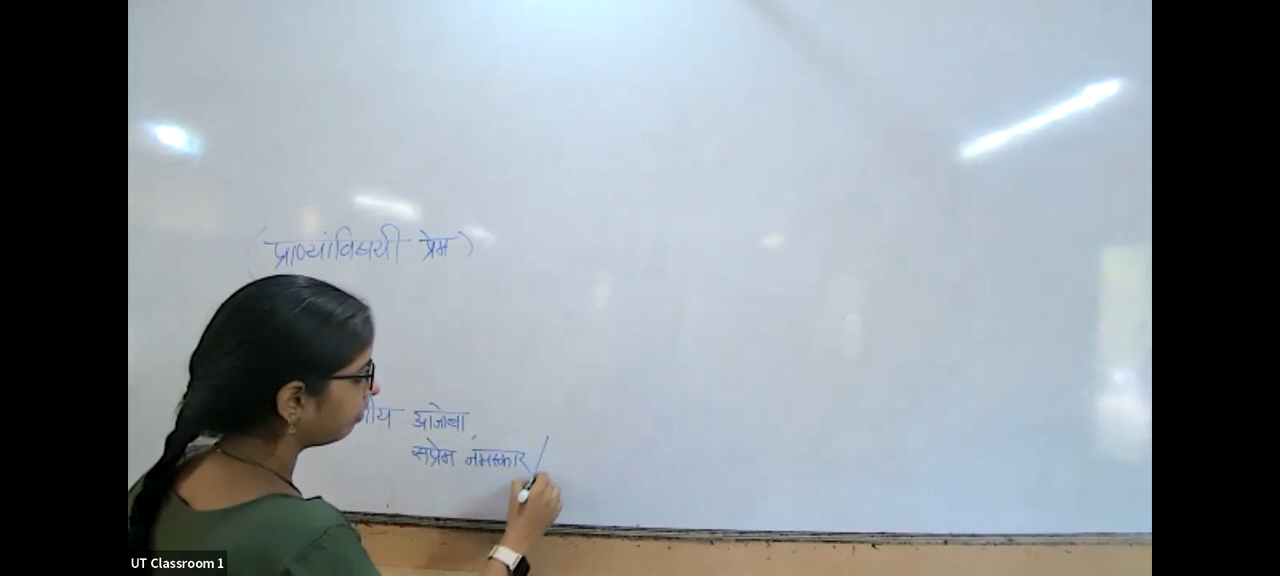 (प्राण्यांविषयी प्रेम)
आजोबा,
सप्रेम नमस्कार /
UT Classroom 1